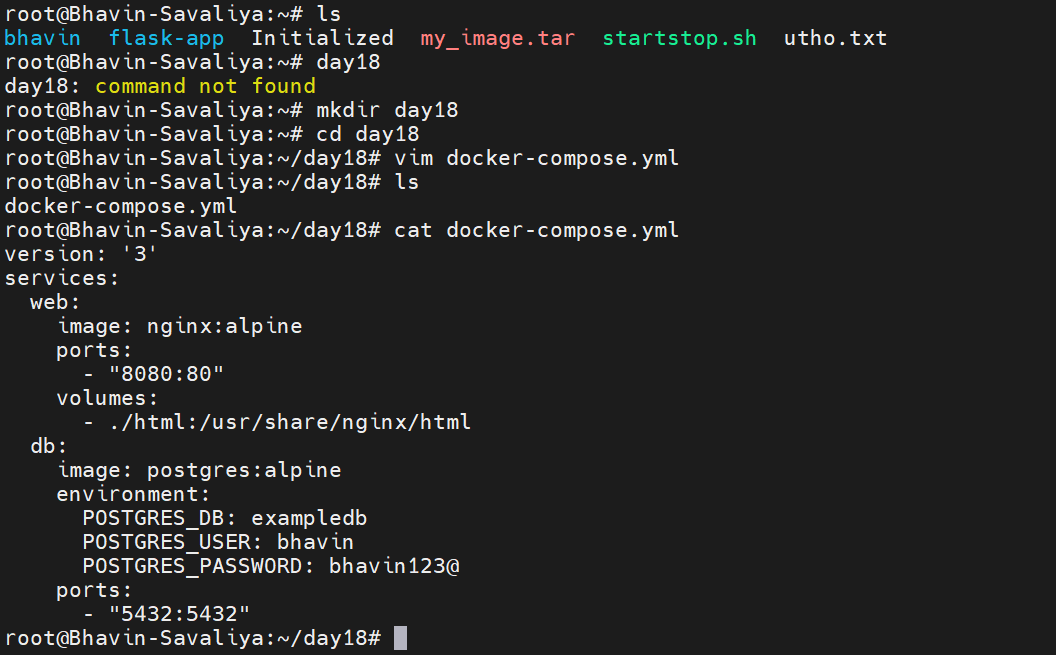 root@Bhavin-Savaliya:~# ls
bhavin  flask-app  Initialized  my_image.tar  startstop.sh  utho.txt
root@Bhavin-Savaliya:~# day18
day18: command not found
root@Bhavin-Savaliya:~# mkdir day18
root@Bhavin-Savaliya:~# cd day18
root@Bhavin-Savaliya:~/day18# vim docker-compose.yml
root@Bhavin-Savaliya:~/day18# ls
docker-compose.yml
root@Bhavin-Savaliya:~/day18# cat docker-compose.yml
version: '3'
services:
  web:
    image: nginx:alpine
    ports:
      - "8080:80"
    volumes:
      - ./html:/usr/share/nginx/html
  db:
    image: postgres:alpine
    environment:
      POSTGRES_DB: exampledb
      POSTGRES_USER: bhavin
      POSTGRES_PASSWORD: bhavin123@
    ports:
      - "5432:5432"
root@Bhavin-Savaliya:~/day18#